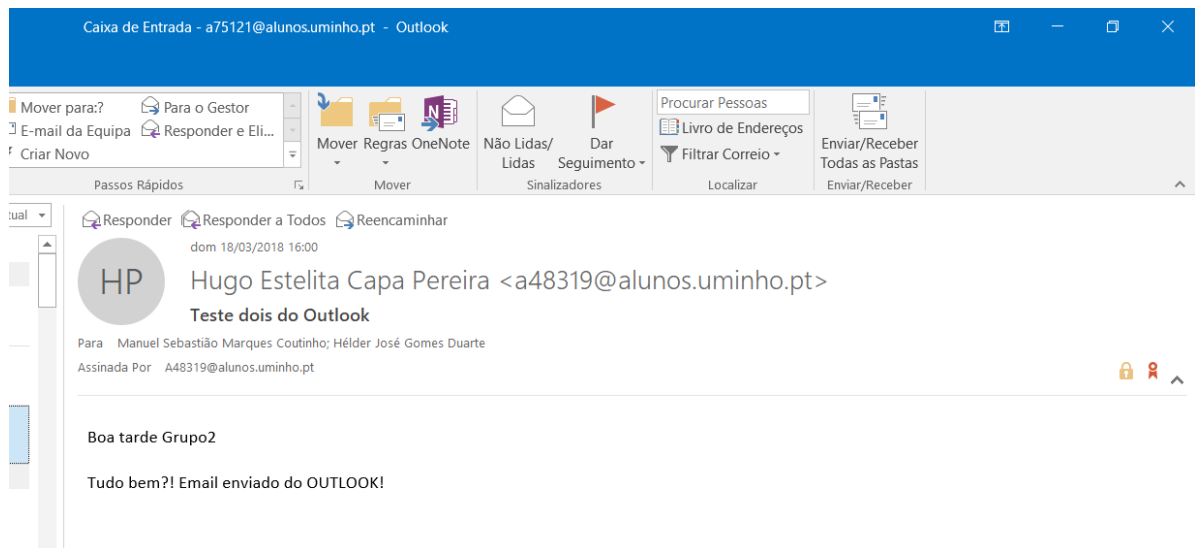 Caixa de Entrada - a75121@alunos.uminho.pt - Outlook
Mover para:?
Para o Gestor
E-mail da Equipa
Responder e Eli...
Criar Novo
Passos Rápidos
Mover
Regras
OneNote
Mover
Não Lidas/
Lidas
Dar
Seguimento
Sinalizadores
Procurar Pessoas
Livro de Endereços
Filtrar Correio
Localizar
Enviar/Receber
Todas as Pastas
Enviar/Receber
Responder
Responder a Todos
Reencaminhar
dom 18/03/2018 16:00
HP
Hugo Estelita Capa Pereira <a48319@alunos.uminho.pt>
Teste dois do Outlook
Para Manuel Sebastião Marques Coutinho; Hélder José Gomes Duarte
Assinada Por A48319@alunos.uminho.pt
Boa tarde Grupo2
Tudo bem?! Email enviado do OUTLOOK!